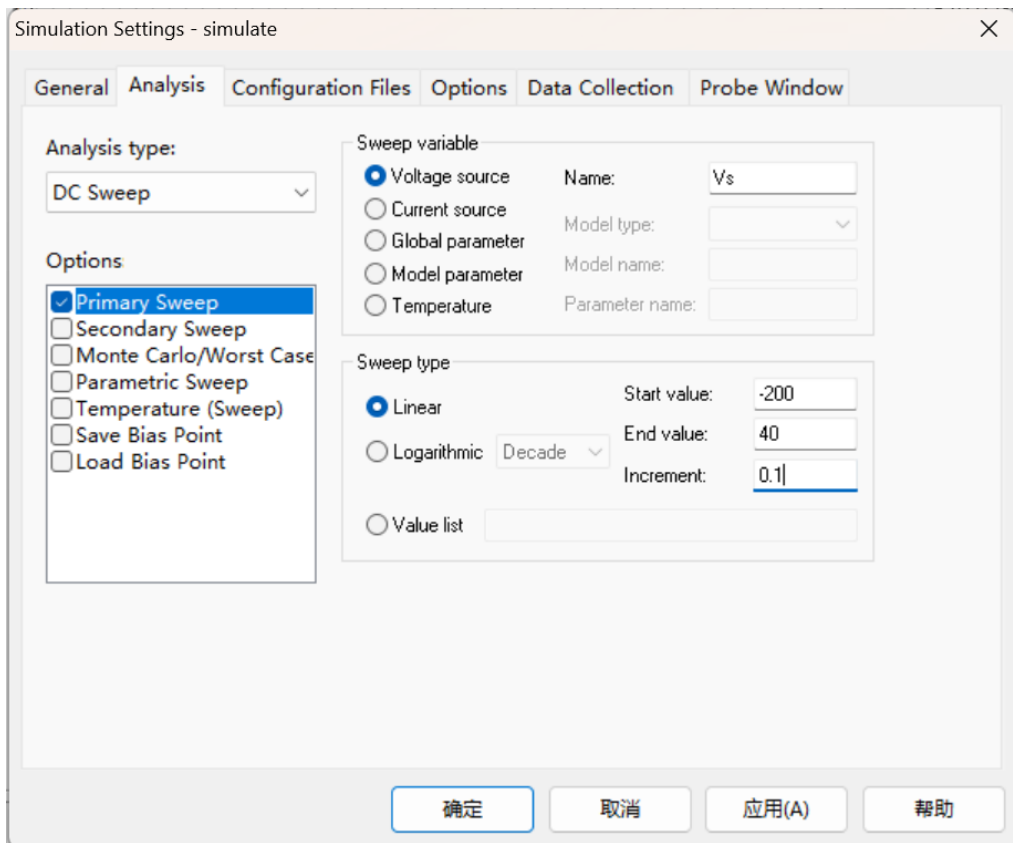 Simulation Settings - simulate
General Analysis Configuration Files Options Data Collection Probe Window
Analysis type:
DC Sweep
Options
Primary Sweep
Secondary Sweep
Monte Carlo/Worst Case
Parametric Sweep
Temperature (Sweep)
Save Bias Point
Load Bias Point
Sweep variable
Voltage source
Current source
Global parameter
Model parameter
Temperature
Name: Vs
Model type:
Model name:
Parameter name:
Sweep type
Linear
Logarithmic Decade
Value list
Start value: -200
End value: 40
Increment: 0.1
确定 取消 应用(A) 帮助